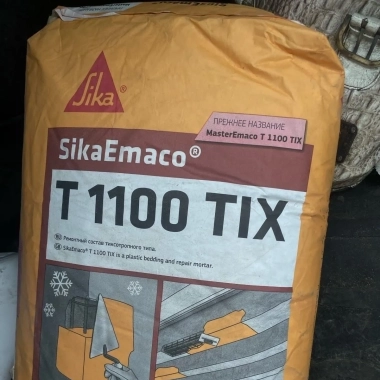 Sika®
ПРЕЖНЕЕ НАЗВАНИЕ
MasterEmaco T 1100 TIX
SikaEmaco®
T 1100 TIX
Ремонтный состав тиксотропного типа.
SikaEmaco® T 1100 TIX is a plastic bedding and repair mortar.